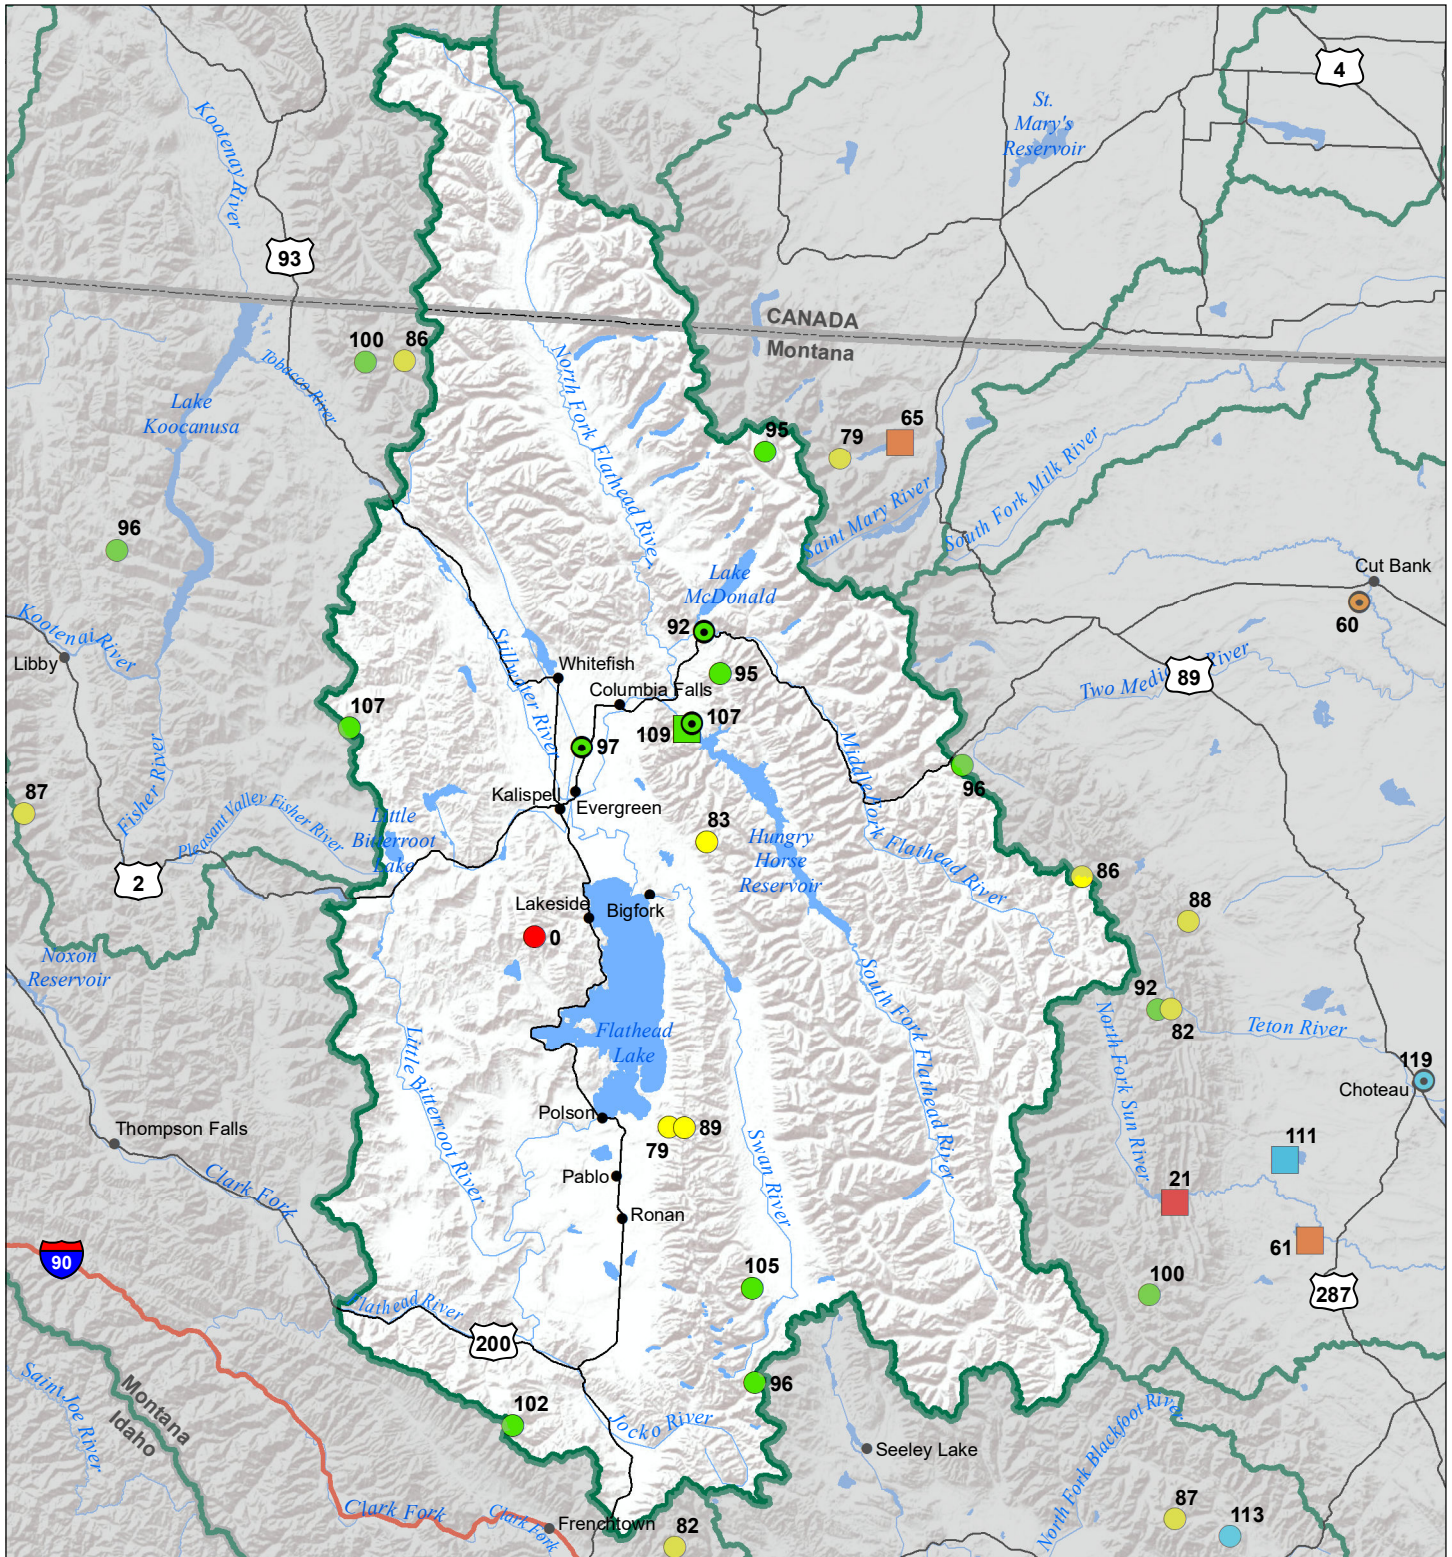 4
St.
Mary's
Reservoir
Kootenay River
93
CANADA
Montana
100
86
Tobacco River
Lake
Koocanusa
North Fork Flathead River
95
79
65
Saint Mary River
South Fork Milk River
96
Cut Bank
60
Lake
McDonald
92
Kootenai River
Libby
Stillwater River
Whitefish
95
Columbia Falls
Two Medi
River
89
107
107
109
97
Middle Fork
Flathead River
96
Fisher River
87
Pleasant Valley Fisher River
Kalispell
Evergreen
Little
Bitterroot
Lake
83
Hungry
Horse
Reservoir
2
86
88
Lakeside
Bigfork
0
Noxon
Reservoir
92
82
North Fork Sun River
Teton River
South Fork Flathead River
Flathead
Lake
Little Bitterroot River
119
Choteau
Polson
79
89
Swan River
Thompson Falls
Clark Fork
Pablo
111
21
Ronan
61
90
105
100
287
Flathead River
200
96
Saint Joe River
Montana
Idaho
102
Jocko River
Seeley Lake
North Fork Blackfoot River
87
113
Clark Fork
Clark Fork
Frenchtown
82